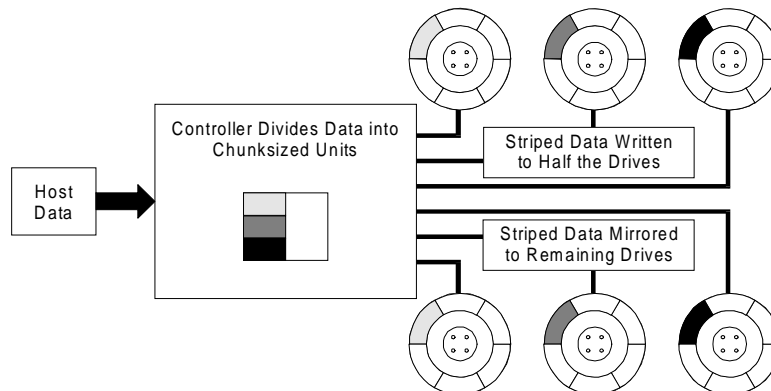 Controller Divides Data into
Chunksized Units
Striped Data Written
to Half the Drives
Host
Data
Striped Data Mirrored
to Remaining Drives